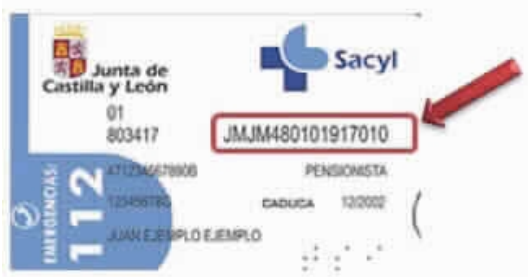 Junta de
Castilla y León
Sacyl
01
803417
JMJM480101917010
PENSIONISTA
CADUCA 12/2002
JUAN EJEMPLO EJEMPLO
EMERGENCIAS:
112